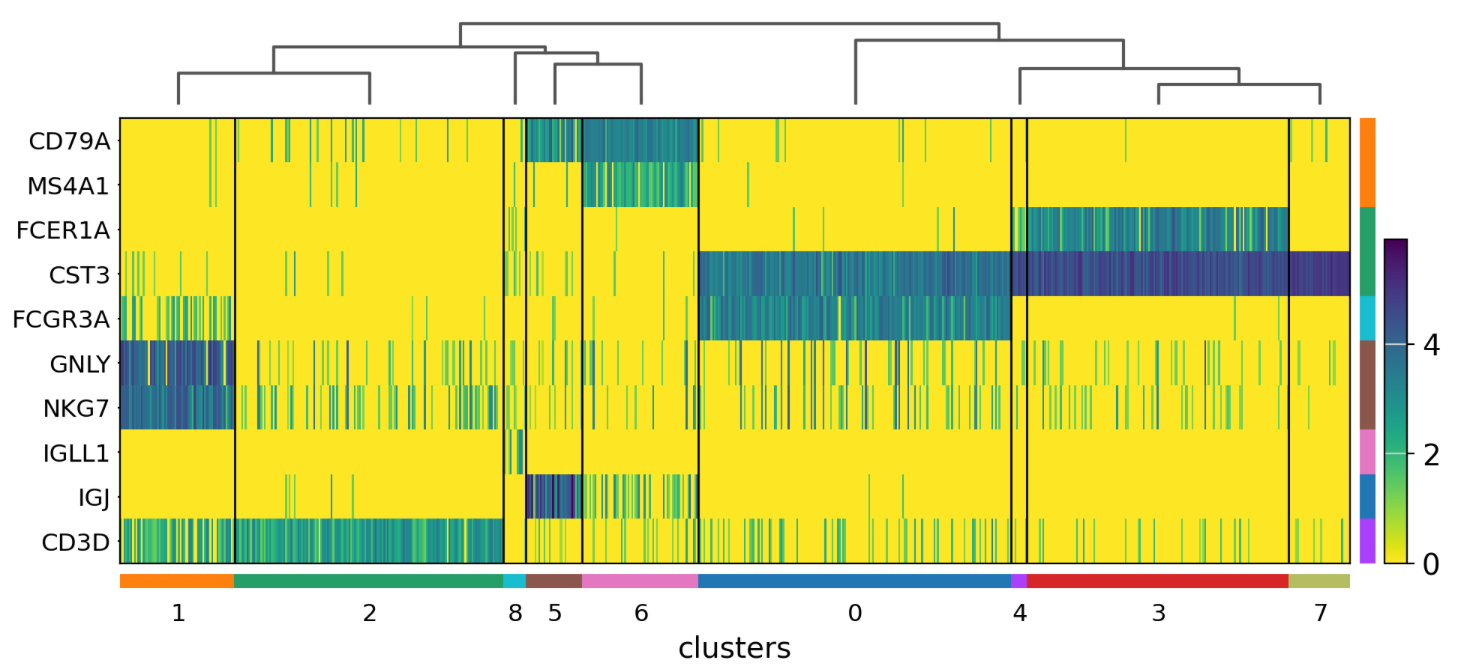 CD79A
MS4A1
FCER1A
CST3
FCGR3A
GNLY
NKG7
IGLL1
IGJ
CD3D
4
2
0
1 2 8 5 6 0 4 3 7
clusters